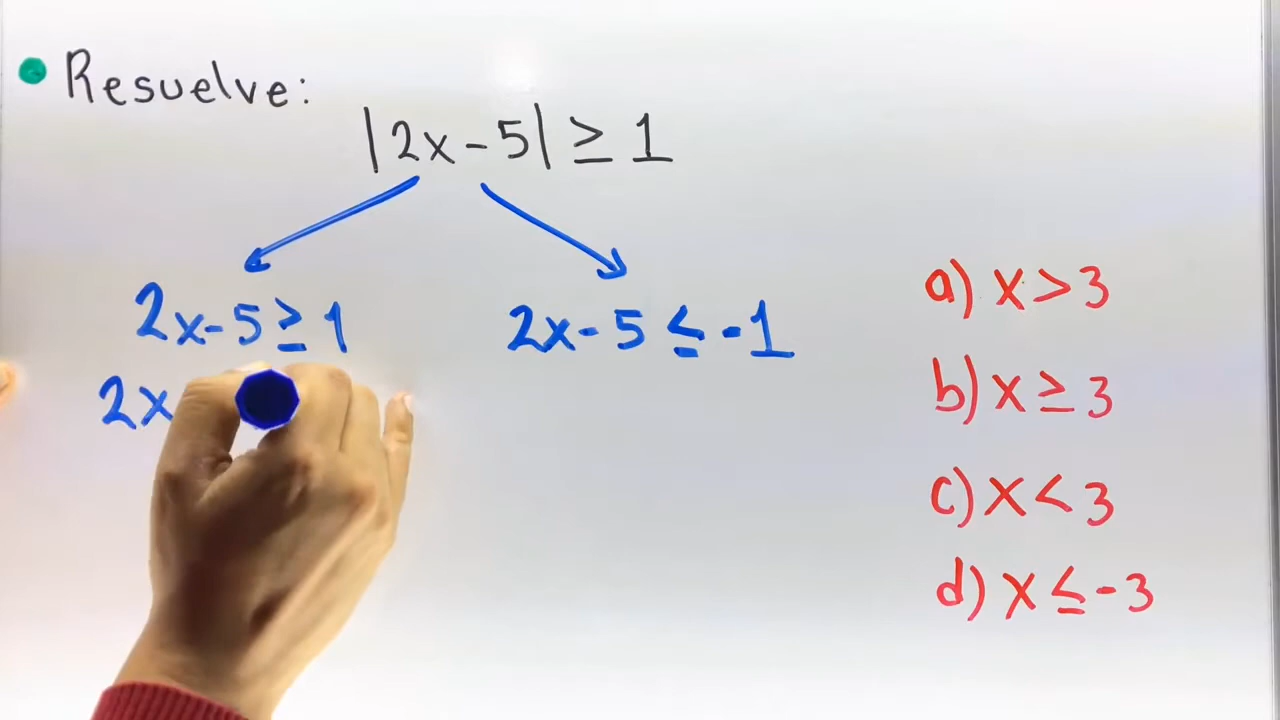 Resuelve:
|2x-5| ≥ 1
2x-5≥1
2x-5 ≤ -1
2x
a) x>3
b) x ≥ 3
c) x < 3
d) x ≤ -3